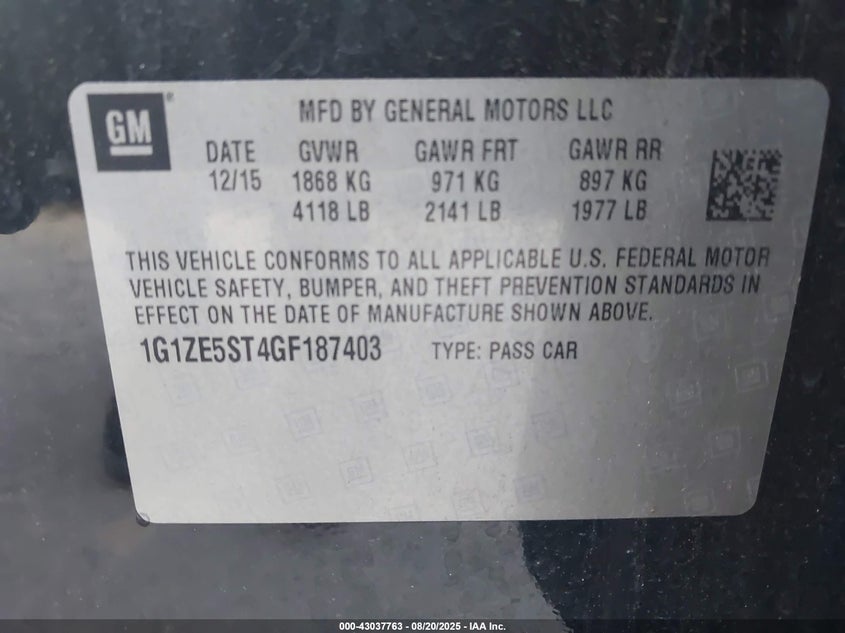 GM®
MFD BY GENERAL MOTORS LLC
DATE GVWR GAWR FRT GAWR RR
12/15 1868 KG 971 KG 897 KG
4118 LB 2141 LB 1977 LB
THIS VEHICLE CONFORMS TO ALL APPLICABLE U.S. FEDERAL MOTOR
VEHICLE SAFETY, BUMPER, AND THEFT PREVENTION STANDARDS IN
EFFECT ON THE DATE OF MANUFACTURE SHOWN ABOVE.
1G1ZE5ST4GF187403 TYPE: PASS CAR
000-43037763 - 08/20/2025 - IAA Inc.